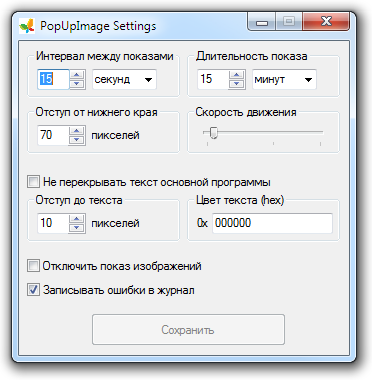 PopUpImage Settings
Интервал между показами
Длительность показа
15 секунд
15 минут
Отступ от нижнего края
Скорость движения
70 пикселей
Не перекрывать текст основной программы
Отступ до текста
Цвет текста (hex)
10 пикселей
0x 000000
Отключить показ изображений
Записывать ошибки в журнал
Сохранить